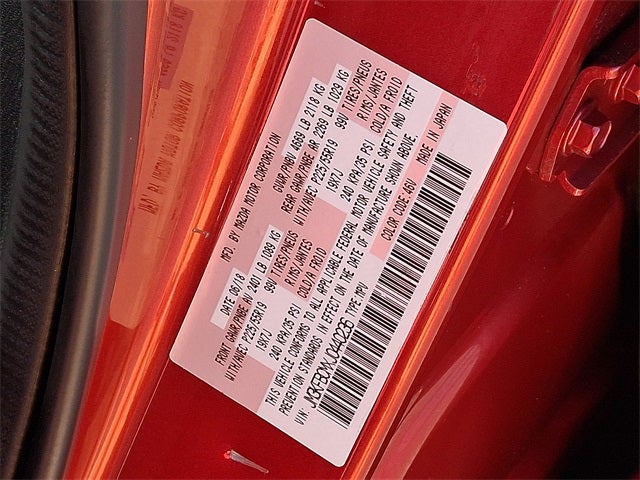 MFD. BY MAZDA MOTOR CORPORATION
DATE 06/18
GVWR/PNBV 4669 LB 2118 KG
FRONT GAWR/PNBE AV 2401 LB 1089 KG
REAR GAWR/PNBE AR 2269 LB 1029 KG
WITH/AVEC P225/55R19 99V TIRES/PNEUS
WITH/AVEC P225/55R19 99V TIRES/PNEUS
19X7J RIMS/JANTES
19X7J RIMS/JANTES
240 KPA/35 PSI COLD/A FROID
240 KPA/35 PSI COLD/A FROID
THIS VEHICLE CONFORMS TO ALL APPLICABLE FEDERAL MOTOR VEHICLE SAFETY AND THEFT
PREVENTION STANDARDS IN EFFECT ON THE DATE OF MANUFACTURE SHOWN ABOVE.
VIN: TYPE: MPV
COLOR CODE: 46V MADE IN JAPAN